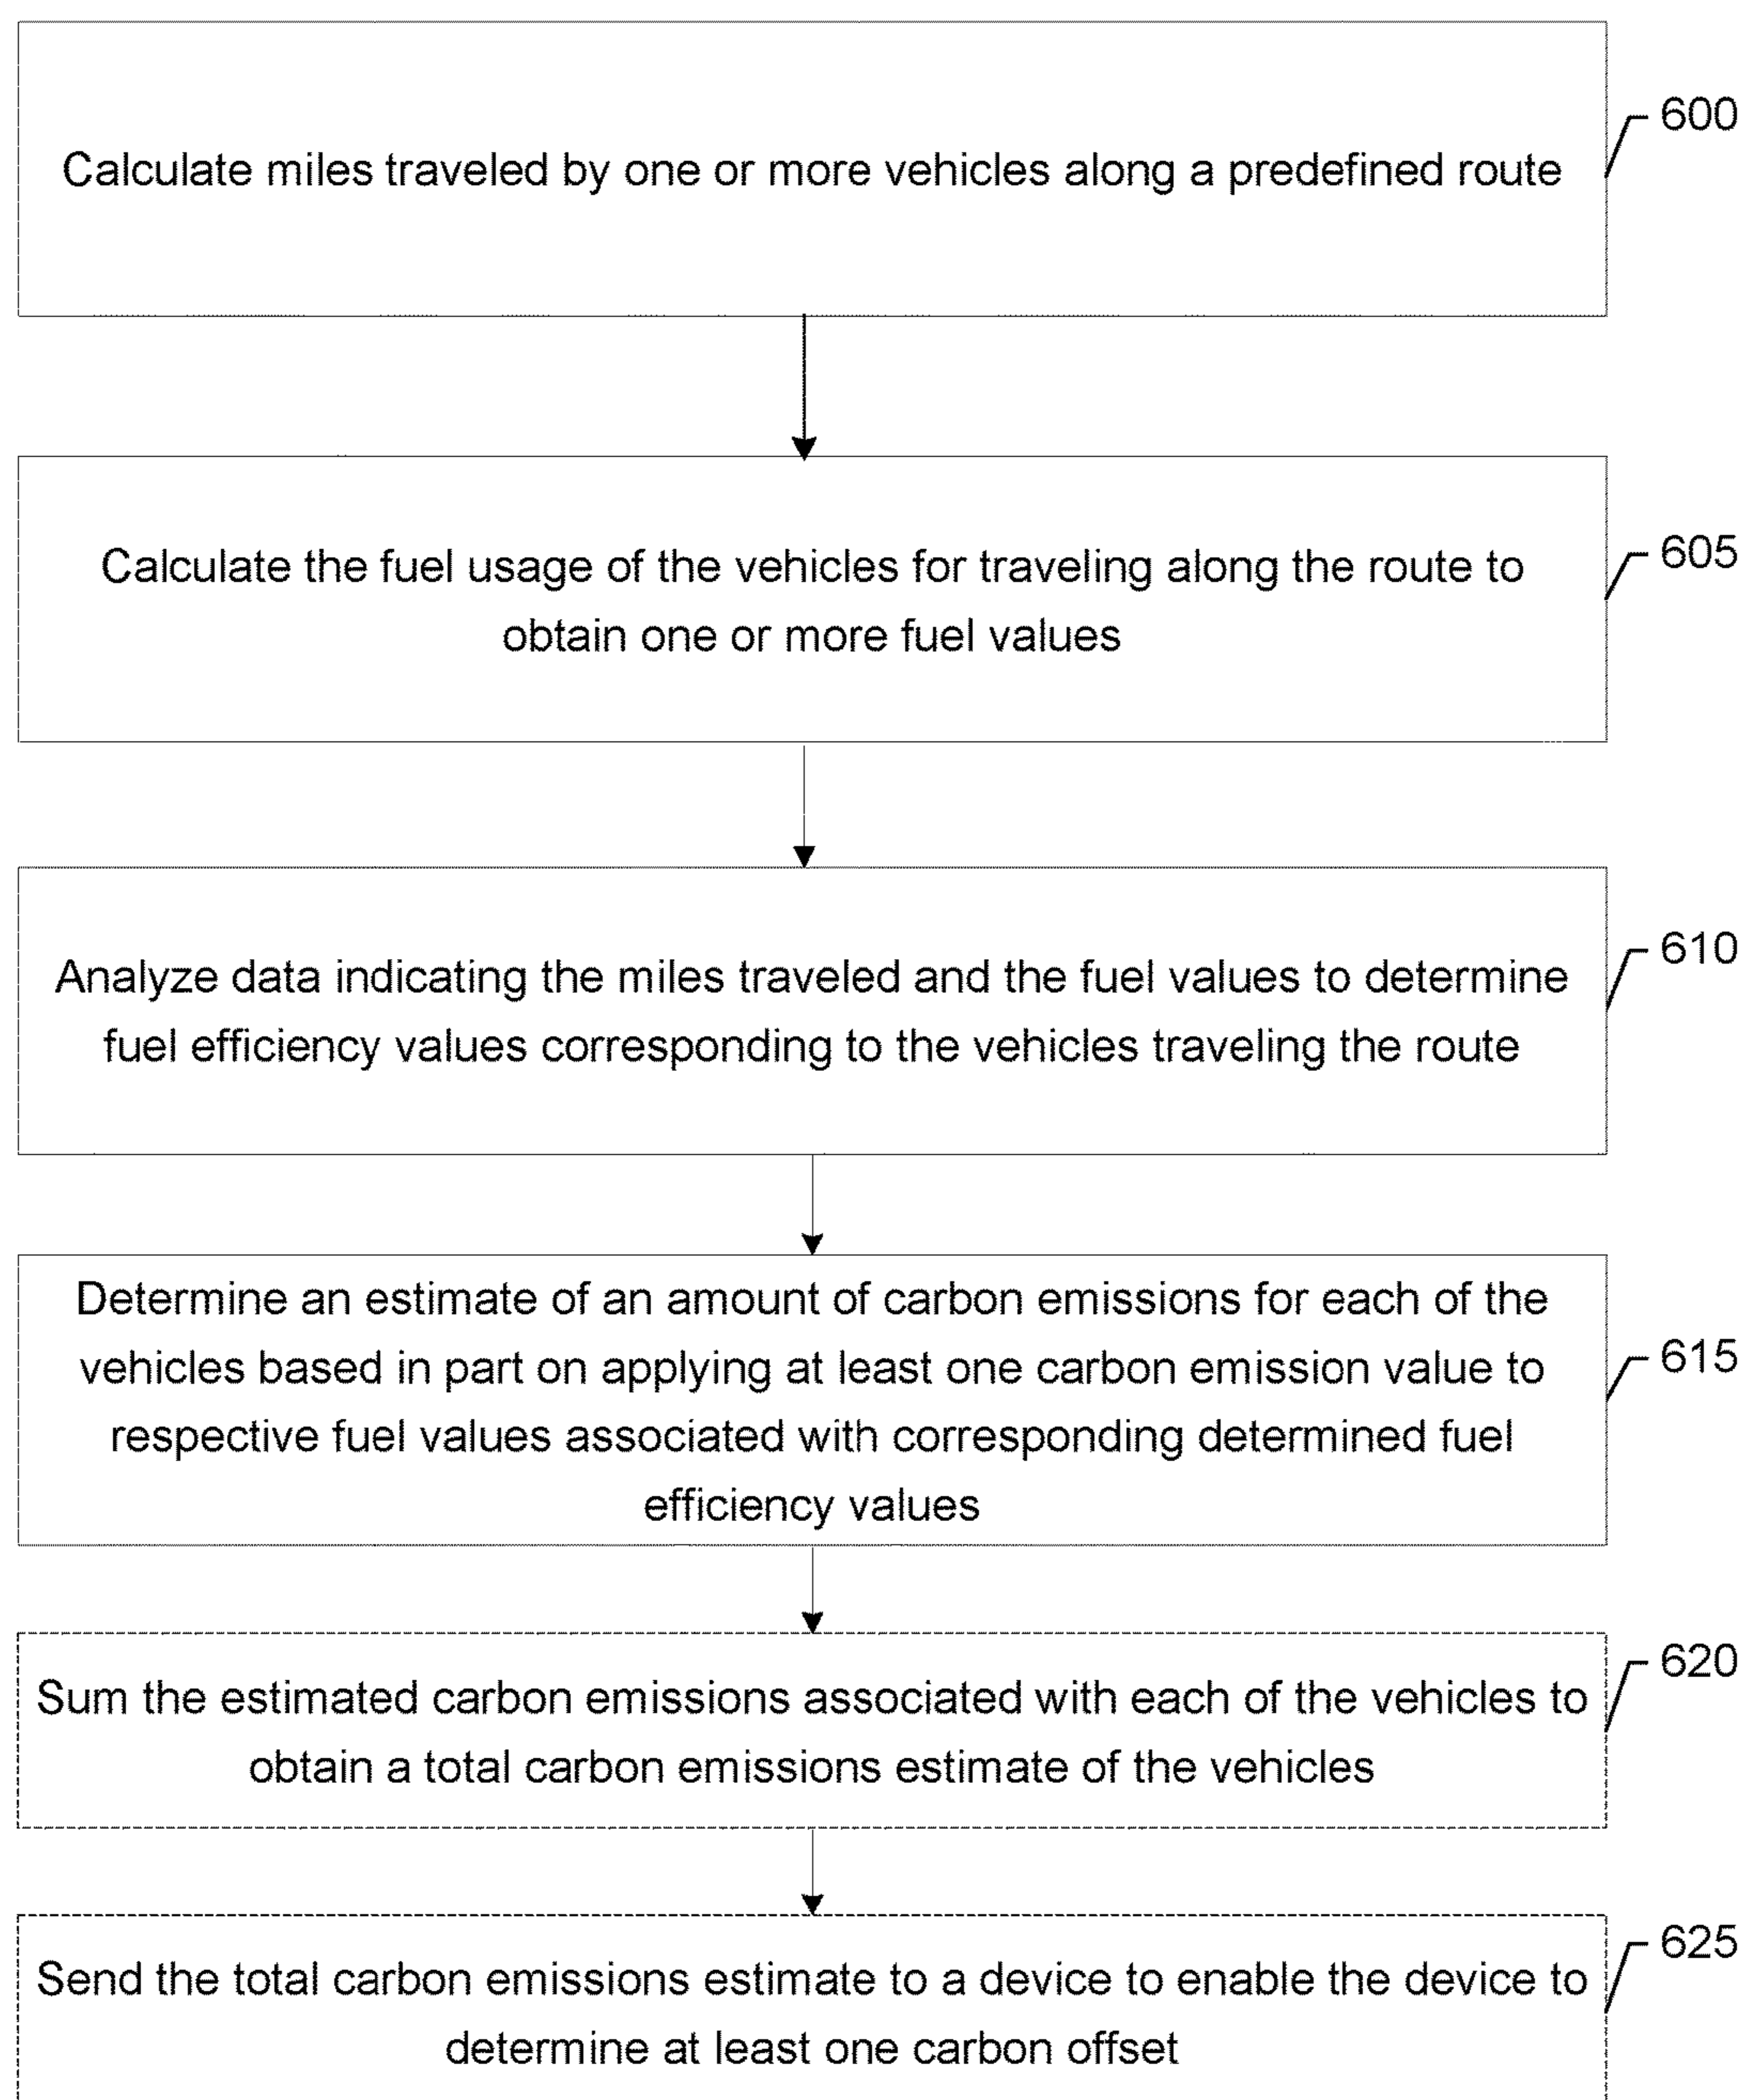 Calculate miles traveled by one or more vehicles along a predefined route
600
Calculate the fuel usage of the vehicles for traveling along the route to
obtain one or more fuel values
605
Analyze data indicating the miles traveled and the fuel values to determine
fuel efficiency values corresponding to the vehicles traveling the route
610
Determine an estimate of an amount of carbon emissions for each of the
vehicles based in part on applying at least one carbon emission value to
respective fuel values associated with corresponding determined fuel
efficiency values
615
Sum the estimated carbon emissions associated with each of the vehicles to
obtain a total carbon emissions estimate of the vehicles
620
Send the total carbon emissions estimate to a device to enable the device to
determine at least one carbon offset
625